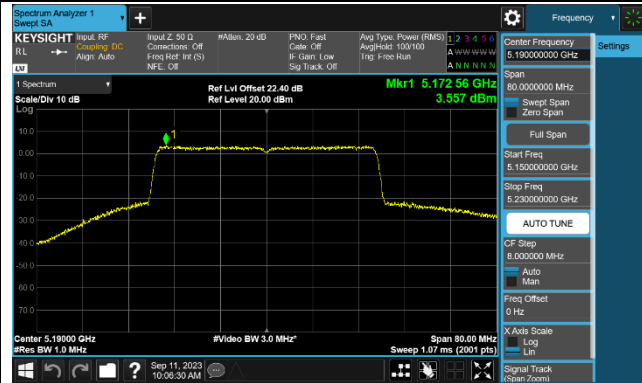 Spectrum Analyzer 1
Swept SA
Frequency
KEYSIGHT
RL
LXI
Input: RF
Coupling: DC
Align: Auto
Input Z: 50 Ω
Corrections: Off
Freq Ref: Int (S)
NFE: Off
#Atten: 20 dB
PNO: Fast
Gate: Off
IF Gain: Low
Sig Track: Off
Avg Type: Power (RMS)
Avg|Hold: 100/100
Trig: Free Run
1 2 3 4 5 6
A W W W W W
A N N N N N
1 Spectrum
Scale/Div 10 dB
Log
Ref Lvl Offset 22.40 dB
Ref Level 20.00 dBm
Mkr1 5.172 56 GHz
3.557 dBm
1
10.0
0.00
-10.0
-20.0
-30.0
-40.0
-50.0
-60.0
-70.0
Center 5.19000 GHz
#Res BW 1.0 MHz
#Video BW 3.0 MHz*
Span 80.00 MHz
Sweep 1.07 ms (2001 pts)
Sep 11, 2023
10:06:30 AM
Center Frequency
5.190000000 GHz
Settings
Span
80.0000000 MHz
Swept Span
Zero Span
Full Span
Start Freq
5.150000000 GHz
Stop Freq
5.230000000 GHz
AUTO TUNE
CF Step
8.000000 MHz
Auto
Man
Freq Offset
0 Hz
X Axis Scale
Log
Lin
Signal Track
(Span Zoom)